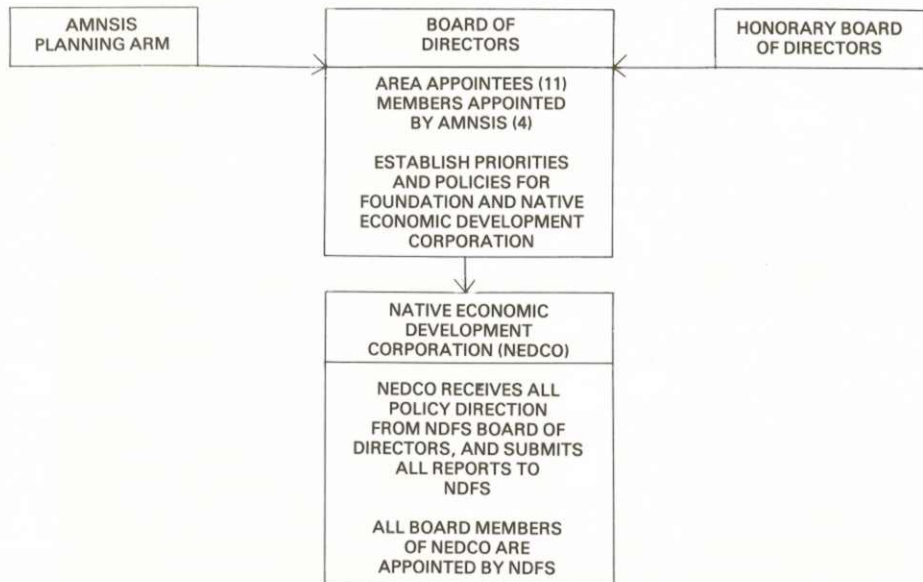 AMNSIS
PLANNING ARM
BOARD OF
DIRECTORS
HONORARY BOARD
OF DIRECTORS
AREA APPOINTEES (11)
MEMBERS APPOINTED
BY AMNSIS (4)
ESTABLISH PRIORITIES
AND POLICIES FOR
FOUNDATION AND NATIVE
ECONOMIC DEVELOPMENT
CORPORATION
NATIVE ECONOMIC
DEVELOPMENT
CORPORATION (NEDCO)
NEDCO RECEIVES ALL
POLICY DIRECTION
FROM NDFS BOARD OF
DIRECTORS, AND SUBMITS
ALL REPORTS TO
NDFS
ALL BOARD MEMBERS
OF NEDCO ARE
APPOINTED BY NDFS